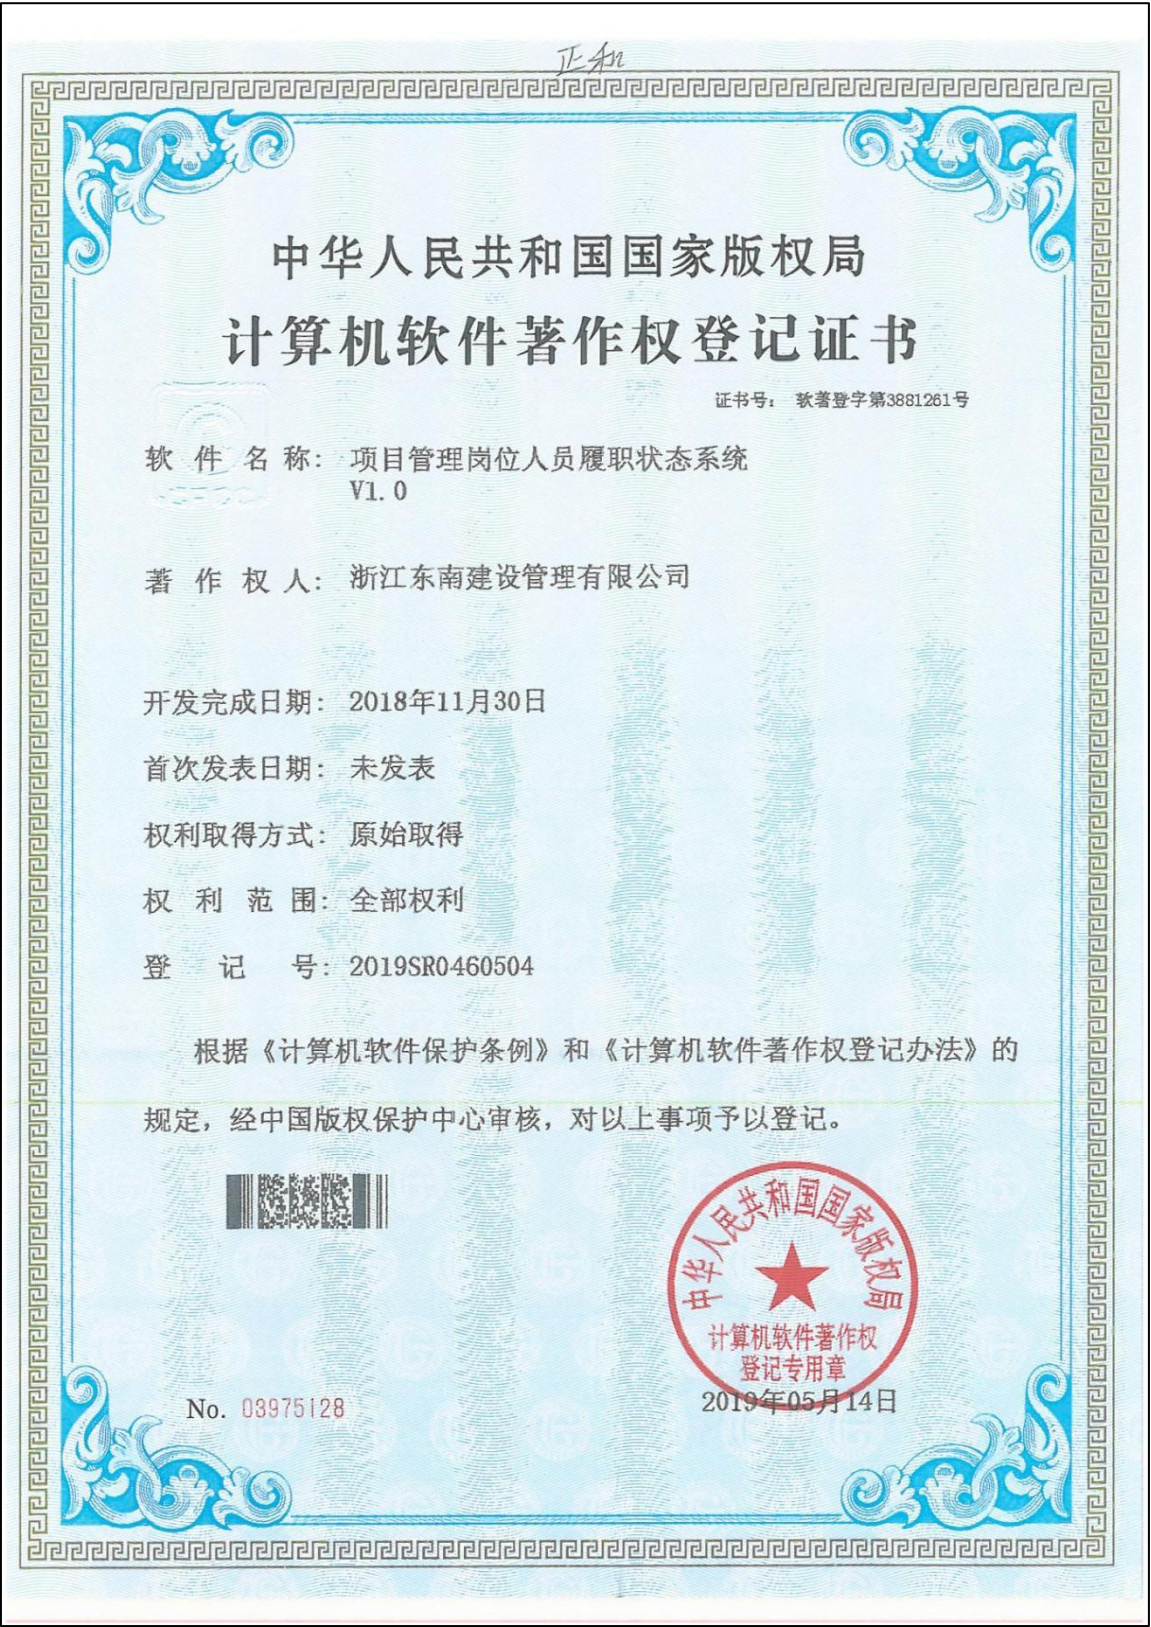 正和
中华人民共和国国家版权局
计算机软件著作权登记证书
证书号： 软著登字第3881261号
软件名称： 项目管理岗位人员履职状态系统
V1.0
著作权人： 浙江东南建设管理有限公司
开发完成日期： 2018年11月30日
首次发表日期： 未发表
权利取得方式： 原始取得
权利范围： 全部权利
登记号： 2019SR0460504
根据《计算机软件保护条例》和《计算机软件著作权登记办法》的
规定，经中国版权保护中心审核，对以上事项予以登记。
中华人民共和国国家版权局
计算机软件著作权
登记专用章
No. 03975128
2019年05月14日